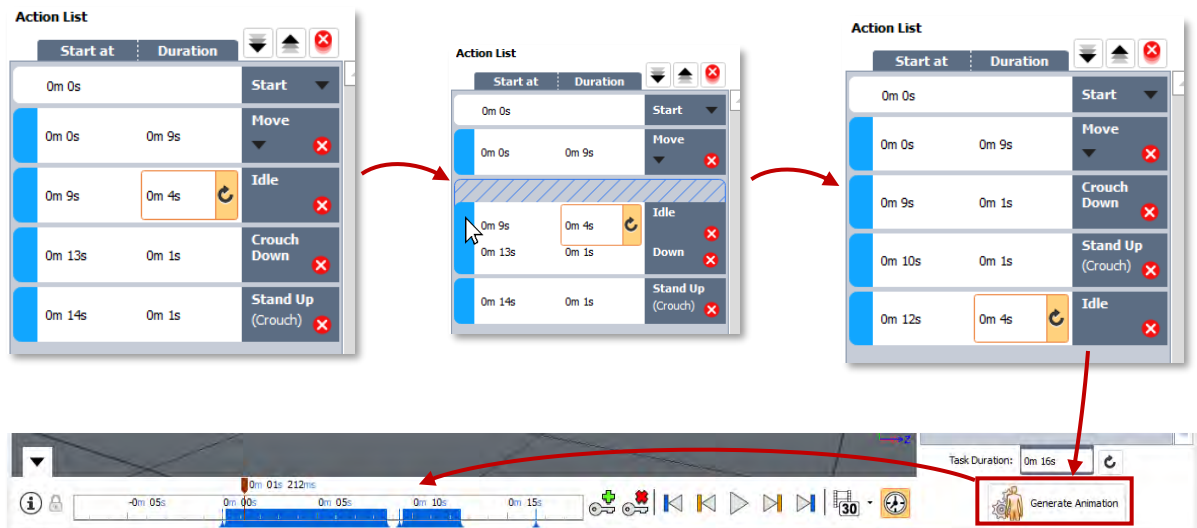 Action List
Start at Duration
0m 0s Start
Move
0m 0s 0m 9s
Idle
0m 9s 0m 4s
Crouch
0m 13s 0m 1s Down
Stand Up
0m 14s 0m 1s (Crouch)
Action List
Start at Duration
0m 0s Start
Move
0m 0s 0m 9s
Idle
0m 9s 0m 4s
0m 13s 0m 1s Down
Stand Up
0m 14s 0m 1s (Crouch)
Action List
Start at Duration
0m 0s Start
Move
0m 0s 0m 9s
Crouch
0m 9s 0m 1s Down
Stand Up
0m 10s 0m 1s (Crouch)
Idle
0m 12s 0m 4s
z
Task Duration: 0m 16s
0m 01s 212ms
-0m 05s 0m 00s 0m 05s 0m 10s 0m 15s
30
Generate Animation